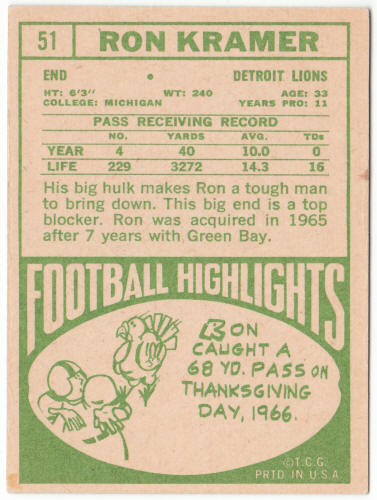 51 RON KRAMER
END • DETROIT LIONS
HT: 6'3" WT: 240 AGE: 33
COLLEGE: MICHIGAN YEARS PRO: 11
PASS RECEIVING RECORD
NO. YARDS AVG. TDs
YEAR 4 40 10.0 0
LIFE 229 3272 14.3 16
His big hulk makes Ron a tough man
to bring down. This big end is a top
blocker. Ron was acquired in 1965
after 7 years with Green Bay.
FOOTBALL HIGHLIGHTS
RON
CAUGHT A
68 YD. PASS ON
THANKSGIVING
DAY, 1966.
©T.C.G.
PRTD IN U.S.A.